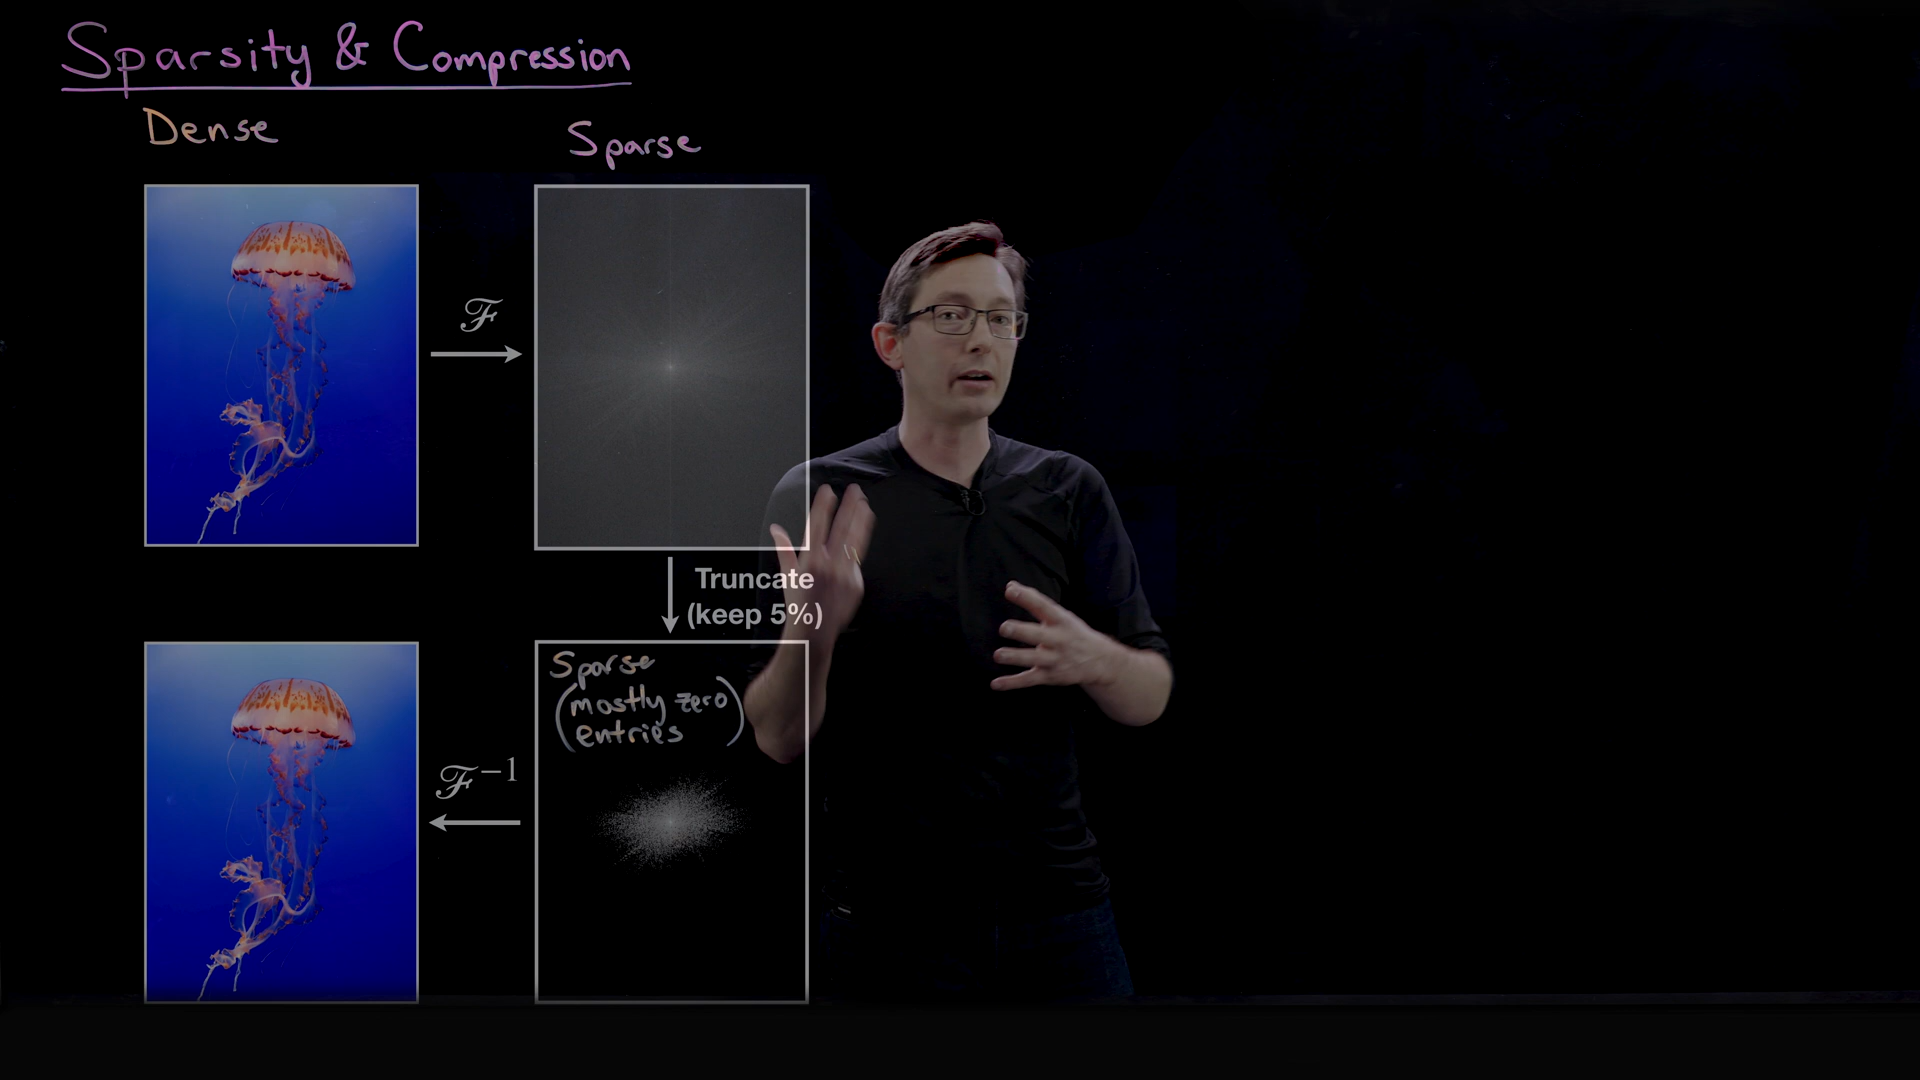 Sparsity & Compression
Dense
Sparse
ℱ
Truncate
(keep 5%)
Sparse
(mostly zero
entries)
ℱ⁻¹